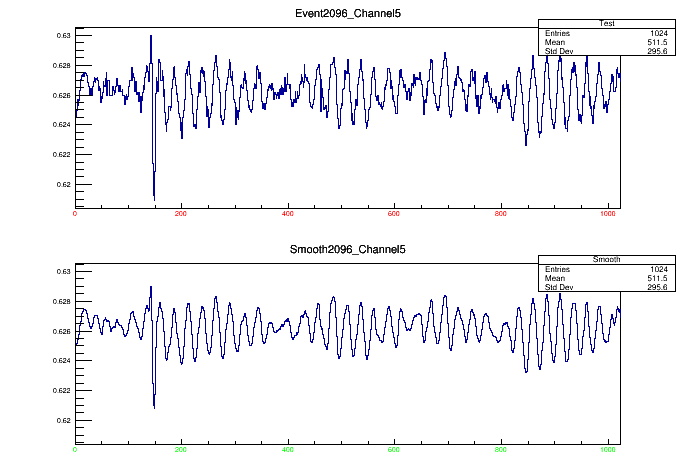 Event2096_Channel5
Test
Entries 1024
Mean 511.5
Std Dev 295.6
0.63
0.628
0.626
0.624
0.622
0.62
0 200 400 600 800 1000
Smooth2096_Channel5
Smooth
Entries 1024
Mean 511.5
Std Dev 295.6
0.63
0.628
0.626
0.624
0.622
0.62
0 200 400 600 800 1000